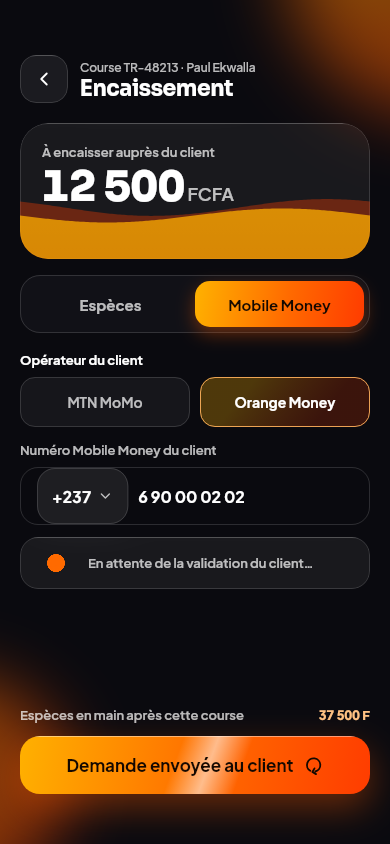 Course TR-48213 · Paul Ekwalla
Encaissement
À encaisser auprès du client
12 500 FCFA
Espèces
Mobile Money
Opérateur du client
MTN MoMo
Orange Money
Numéro Mobile Money du client
+237 6 90 00 02 02
En attente de la validation du client…
Espèces en main après cette course 37 500 F
Demande envoyée au client